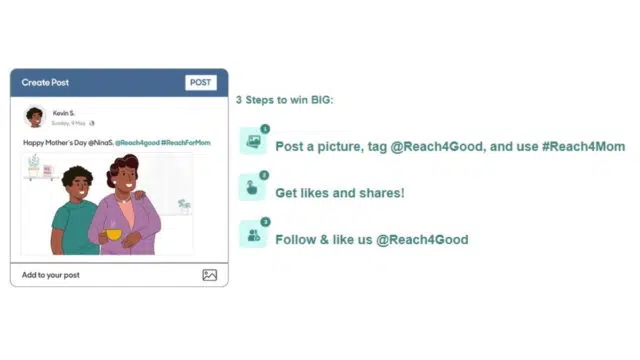 Create Post
POST
Kevin S.
Sunday, 9 May
Happy Mother's Day @NinaS. @Reach4good #ReachForMom
Add to your post
3 Steps to win BIG:
1
Post a picture, tag @Reach4Good, and use #Reach4Mom
2
Get likes and shares!
3
Follow & like us @Reach4Good